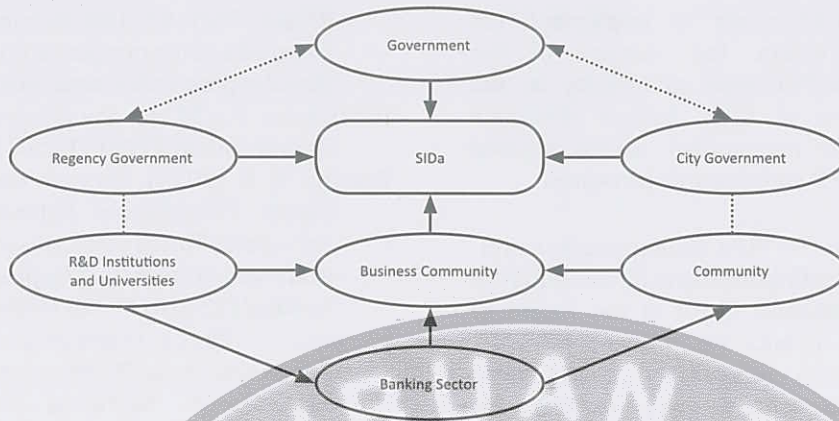 Government
Regency Government
SIDa
City Government
R&D Institutions
and Universities
Business Community
Community
Banking Sector